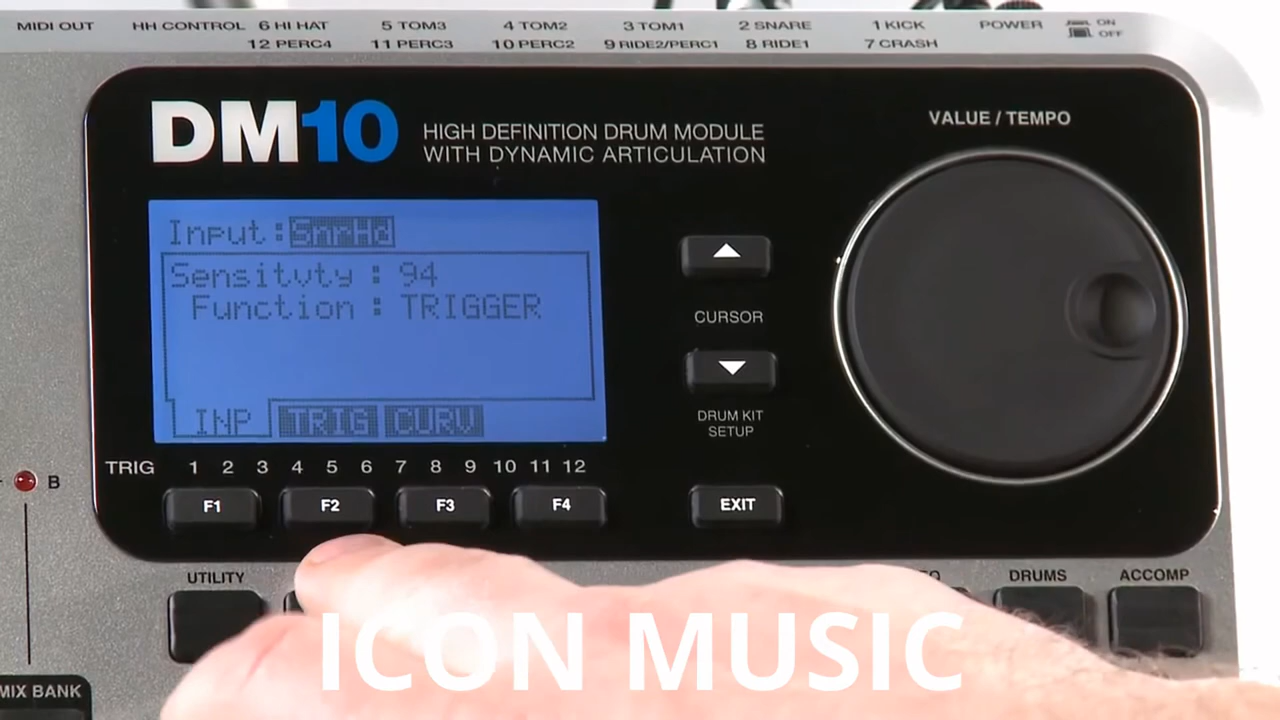 MIDI OUT HH CONTROL 6 HI HAT 5 TOM3 4 TOM2 3 TOM1 2 SNARE 1 KICK POWER ON
12 PERC4 11 PERC3 10 PERC2 9 RIDE2/PERC1 8 RIDE1 7 CRASH OFF
DM10
HIGH DEFINITION DRUM MODULE
WITH DYNAMIC ARTICULATION
VALUE / TEMPO
Input:SnrHd
Sensitvty : 94
Function : TRIGGER
INP TRIG CURV
CURSOR
DRUM KIT
SETUP
TRIG 1 2 3 4 5 6 7 8 9 10 11 12
B
F1 F2 F3 F4 EXIT
UTILITY DRUMS ACCOMP
ICON MUSIC
MIX BANK